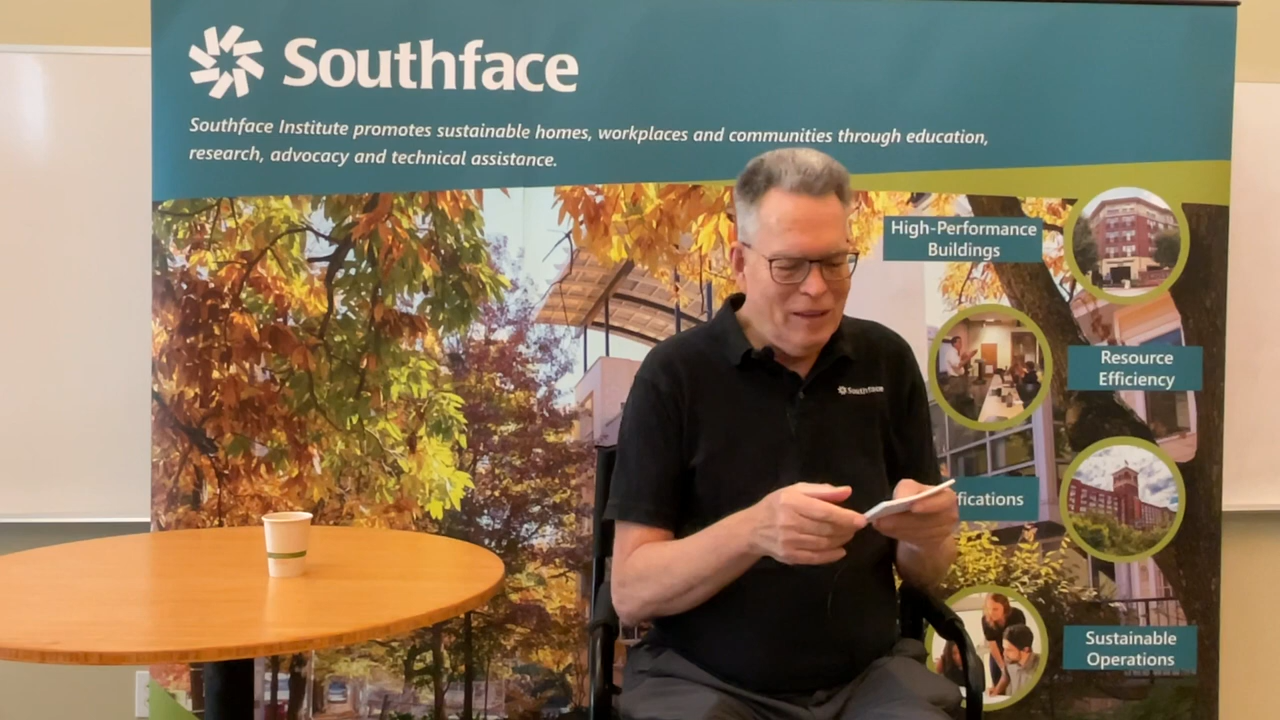 Southface
Southface Institute promotes sustainable homes, workplaces and communities through education,
research, advocacy and technical assistance.
High-Performance
Buildings
Resource
Efficiency
Southface
fications
Sustainable
Operations